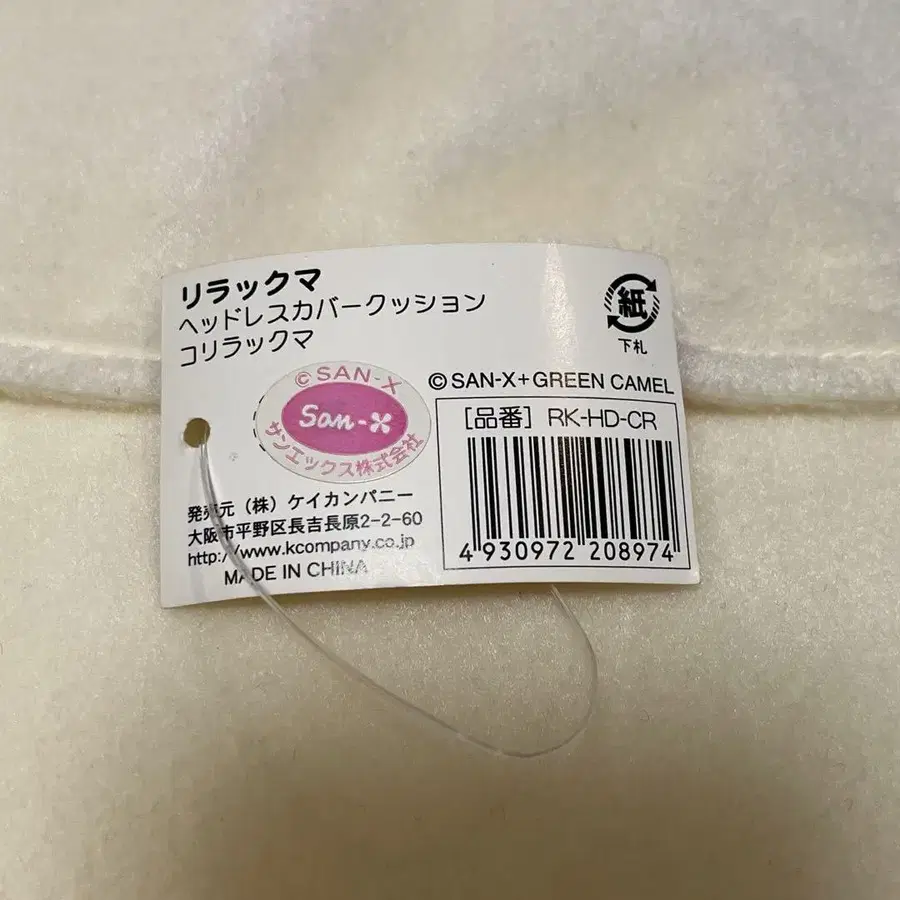 リラックマ
ヘッドレスカバークッション
コリラックマ
紙
下札
© SAN-X
San-X
サンエックス株式会社
© SAN-X+GREEN CAMEL
[品番] RK-HD-CR
4 930972 208974
発売元（株）ケイカンパニー
大阪市平野区長吉長原2-2-60
http://www.kcompany.co.jp
MADE IN CHINA